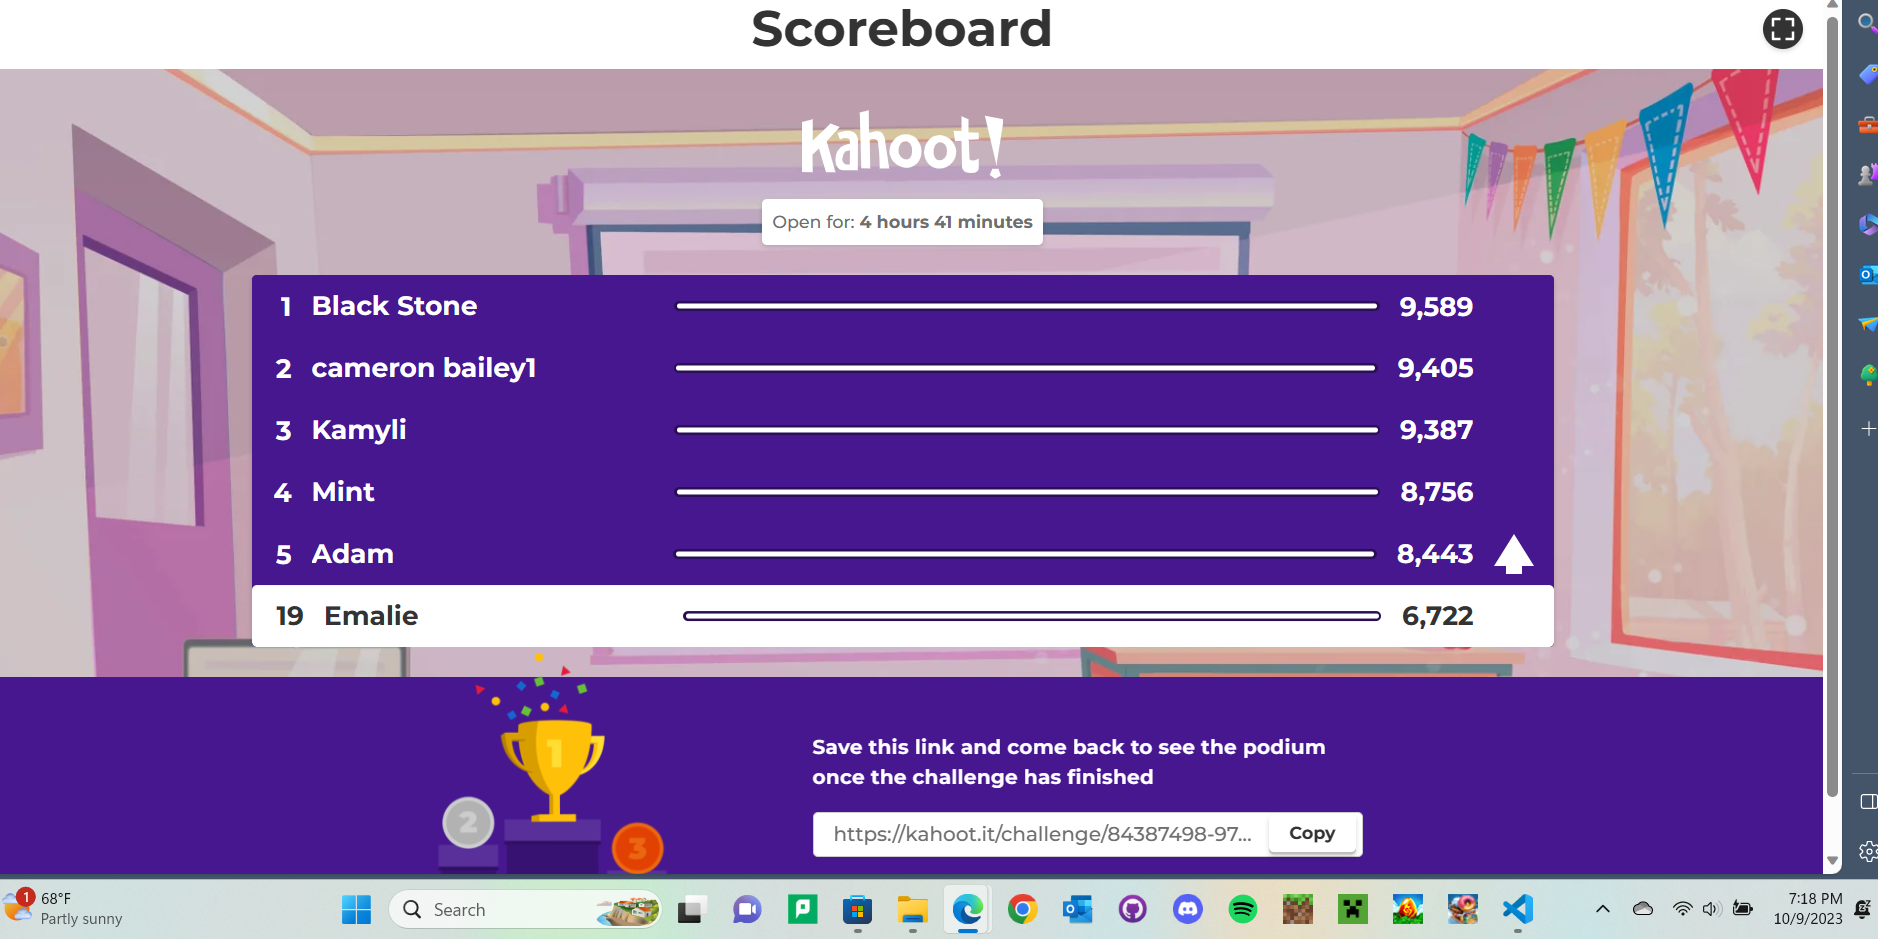 Scoreboard
Kahoot!
Open for: 4 hours 41 minutes
1 Black Stone 9,589
2 cameron bailey1 9,405
3 Kamyli 9,387
4 Mint 8,756
5 Adam 8,443
19 Emalie 6,722
1
2
3
Save this link and come back to see the podium
once the challenge has finished
https://kahoot.it/challenge/84387498-97... Copy
1
68°F
Partly sunny
Search
7:18 PM
10/9/2023